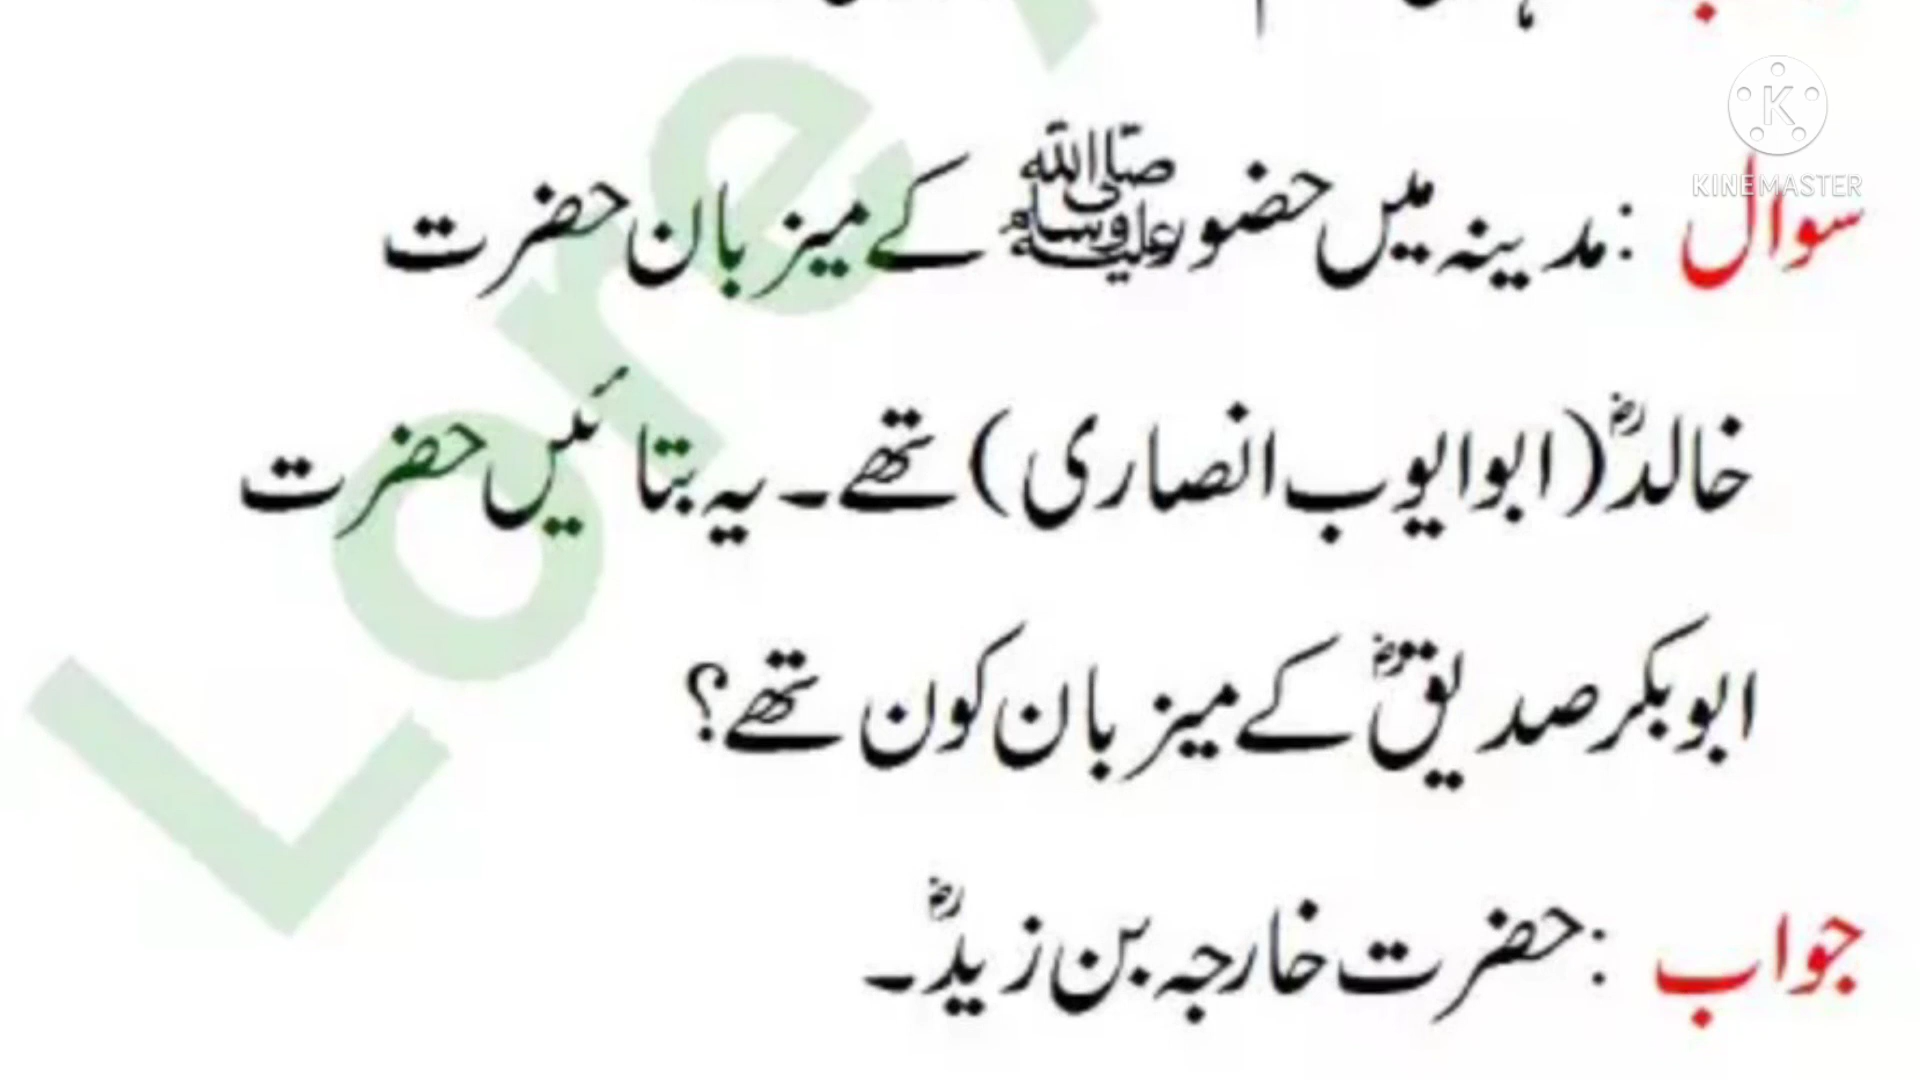 KINEMASTER
سوال : مدینہ میں حضور ﷺ کے میزبان حضرت
خالدؓ (ابوایوب انصاری) تھے۔ یہ بتائیں حضرت
ابوبکر صدیقؓ کے میزبان کون تھے؟
جواب : حضرت خارجہ بن زیدؓ۔